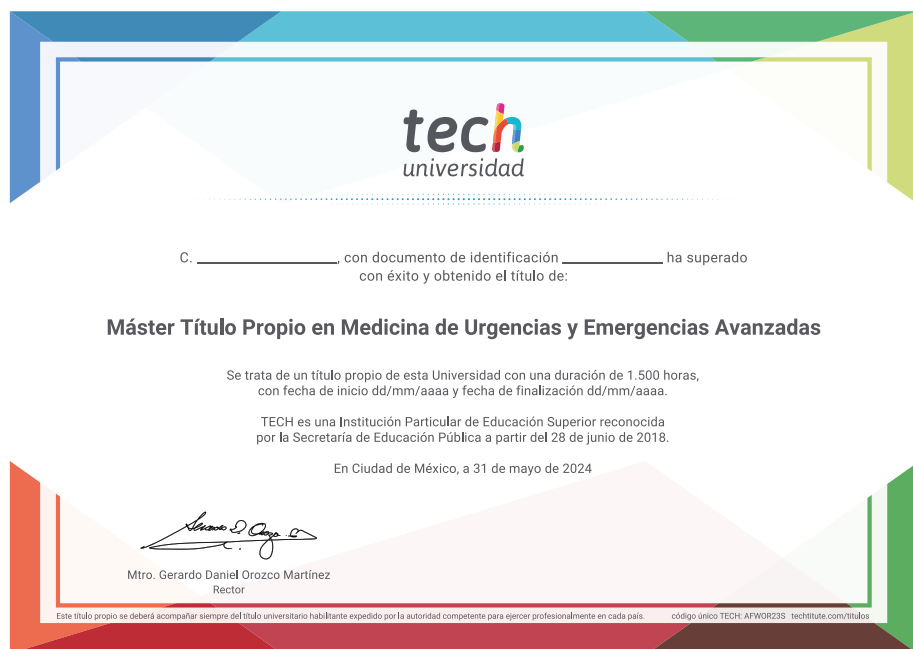 tech
universidad
C. ____________________, con documento de identificación ______________ ha superado
con éxito y obtenido el título de:
Máster Título Propio en Medicina de Urgencias y Emergencias Avanzadas
Se trata de un título propio de esta Universidad con una duración de 1.500 horas,
con fecha de inicio dd/mm/aaaa y fecha de finalización dd/mm/aaaa.
TECH es una Institución Particular de Educación Superior reconocida
por la Secretaría de Educación Pública a partir del 28 de junio de 2018.
En Ciudad de México, a 31 de mayo de 2024
Mtro. Gerardo Daniel Orozco Martínez
Rector
Este título propio se deberá acompañar siempre del título universitario habilitante expedido por la autoridad competente para ejercer profesionalmente en cada país. código único TECH: AFWOR23S techtitute.com/titulos